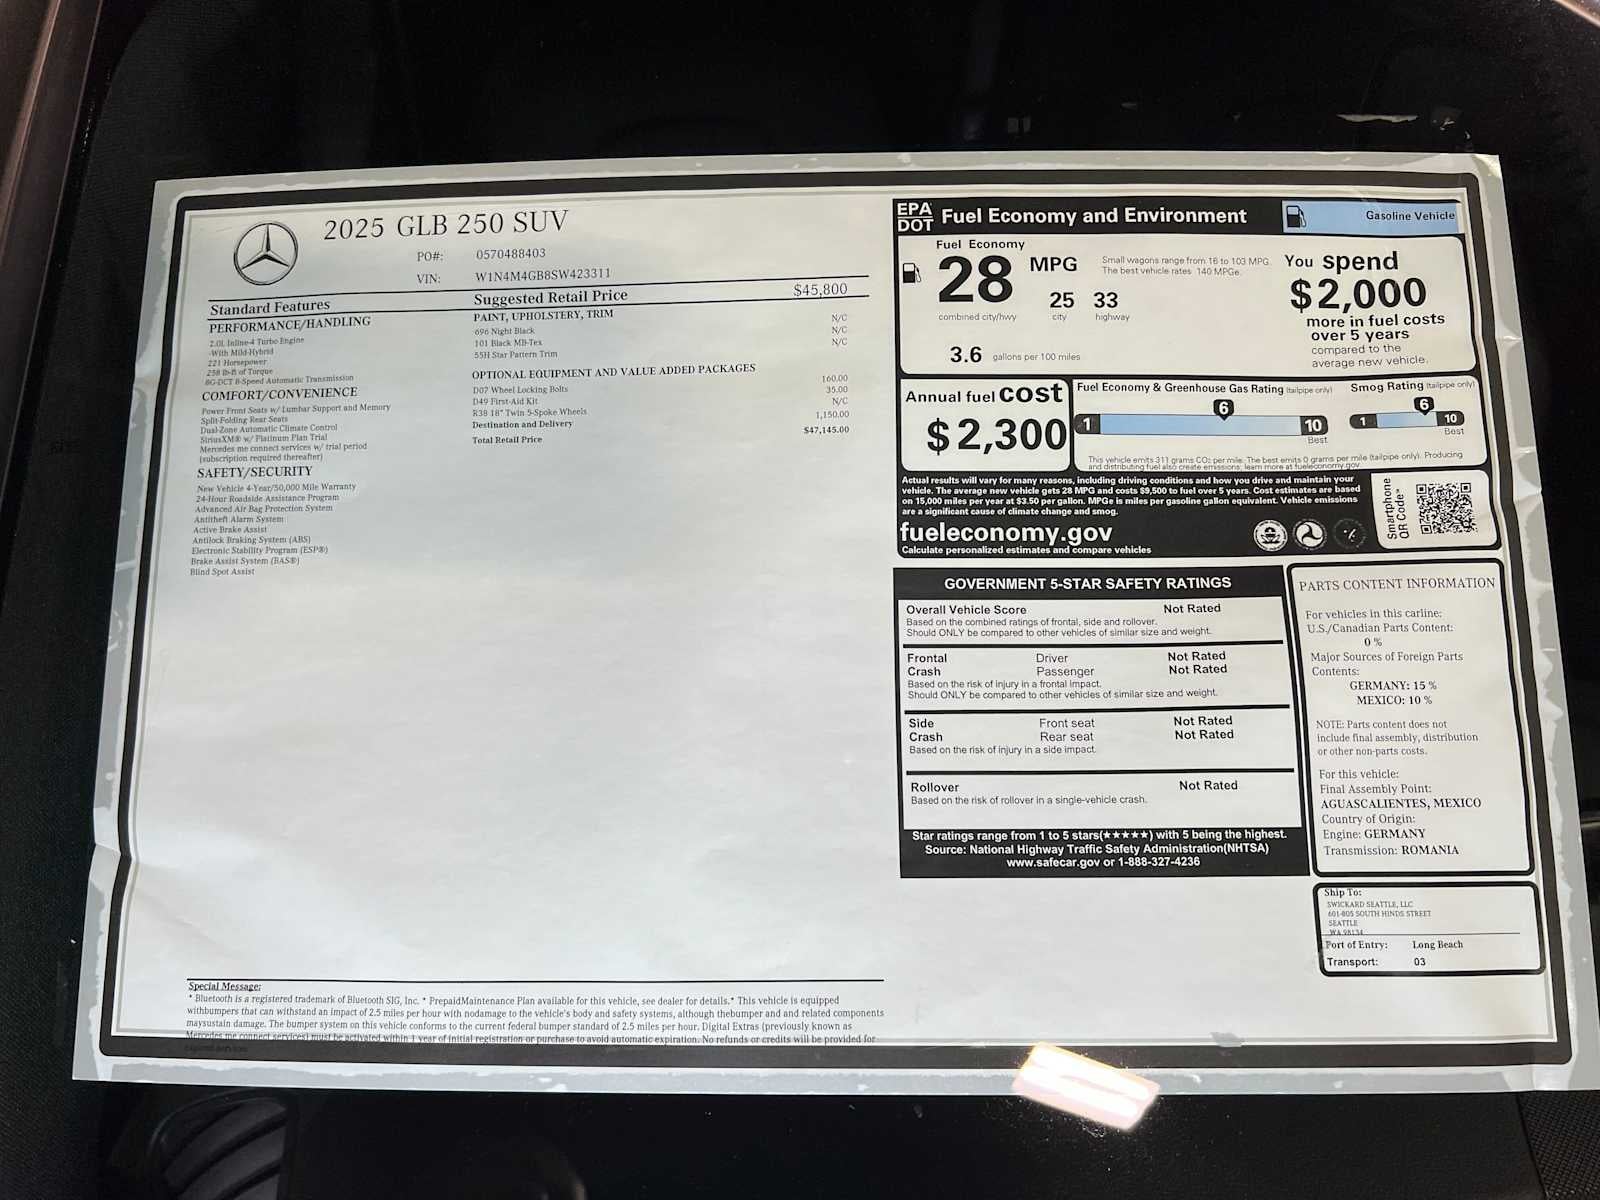 2025 GLB 250 SUV
PO#: 0570488403
VIN: W1N4M4GB8SW423311
Standard Features
PERFORMANCE/HANDLING
2.0L Inline-4 Turbo Engine
-With Mild-Hybrid
221 Horsepower
258 lb-ft of Torque
8G-DCT 8-Speed Automatic Transmission
COMFORT/CONVENIENCE
Power Front Seats w/ Lumbar Support and Memory
Split-Folding Rear Seats
Dual-Zone Automatic Climate Control
SiriusXM® w/ Platinum Plan Trial
Mercedes me connect services w/ trial period
(subscription required thereafter)
SAFETY/SECURITY
New Vehicle 4-Year/50,000 Mile Warranty
24-Hour Roadside Assistance Program
Advanced Air Bag Protection System
Antitheft Alarm System
Active Brake Assist
Antilock Braking System (ABS)
Electronic Stability Program (ESP®)
Brake Assist System (BAS®)
Blind Spot Assist
Suggested Retail Price $45,800
PAINT, UPHOLSTERY, TRIM
696 Night Black N/C
101 Black MB-Tex N/C
55H Star Pattern Trim N/C
OPTIONAL EQUIPMENT AND VALUE ADDED PACKAGES
D07 Wheel Locking Bolts 160.00
D49 First-Aid Kit 35.00
R38 18" Twin 5-Spoke Wheels N/C
Destination and Delivery 1,150.00
Total Retail Price $47,145.00
Special Message:
* Bluetooth is a registered trademark of Bluetooth SIG, Inc. * PrepaidMaintenance Plan available for this vehicle, see dealer for details.* This vehicle is equipped
withbumpers that can withstand an impact of 2.5 miles per hour with nodamage to the vehicle's body and safety systems, although thebumper and and related components
maysustain damage. The bumper system on this vehicle conforms to the current federal bumper standard of 2.5 miles per hour. Digital Extras (previously known as
Mercedes me connect services) must be activated within 1 year of initial registration or purchase to avoid automatic expiration. No refunds or credits will be provided for
EPA
DOT
Fuel Economy and Environment
Gasoline Vehicle
Fuel Economy
28 MPG
combined city/hwy
25 city
33 highway
3.6 gallons per 100 miles
Small wagons range from 16 to 103 MPG.
The best vehicle rates 140 MPGe.
You spend
$2,000
more in fuel costs
over 5 years
compared to the
average new vehicle.
Annual fuel cost
$2,300
Fuel Economy & Greenhouse Gas Rating (tailpipe only)
1 6 10
Best
Smog Rating (tailpipe only)
1 6 10
Best
This vehicle emits 311 grams CO2 per mile. The best emits 0 grams per mile (tailpipe only). Producing
and distributing fuel also create emissions; learn more at fueleconomy.gov.
Actual results will vary for many reasons, including driving conditions and how you drive and maintain your
vehicle. The average new vehicle gets 28 MPG and costs $9,500 to fuel over 5 years. Cost estimates are based
on 15,000 miles per year at $3.50 per gallon. MPGe is miles per gasoline gallon equivalent. Vehicle emissions
are a significant cause of climate change and smog.
fueleconomy.gov
Calculate personalized estimates and compare vehicles
Smartphone
QR Code™
GOVERNMENT 5-STAR SAFETY RATINGS
Overall Vehicle Score Not Rated
Based on the combined ratings of frontal, side and rollover.
Should ONLY be compared to other vehicles of similar size and weight.
Frontal Driver Not Rated
Crash Passenger Not Rated
Based on the risk of injury in a frontal impact.
Should ONLY be compared to other vehicles of similar size and weight.
Side Front seat Not Rated
Crash Rear seat Not Rated
Based on the risk of injury in a side impact.
Rollover Not Rated
Based on the risk of rollover in a single-vehicle crash.
Star ratings range from 1 to 5 stars(★★★★★) with 5 being the highest.
Source: National Highway Traffic Safety Administration(NHTSA)
www.safecar.gov or 1-888-327-4236
PARTS CONTENT INFORMATION
For vehicles in this carline:
U.S./Canadian Parts Content:
0 %
Major Sources of Foreign Parts
Contents:
GERMANY: 15 %
MEXICO: 10 %
NOTE: Parts content does not
include final assembly, distribution
or other non-parts costs.
For this vehicle:
Final Assembly Point:
AGUASCALIENTES, MEXICO
Country of Origin:
Engine: GERMANY
Transmission: ROMANIA
Ship To:
SWICKARD SEATTLE, LLC
601-805 SOUTH HINDS STREET
SEATTLE
WA 98134
Port of Entry: Long Beach
Transport: 03